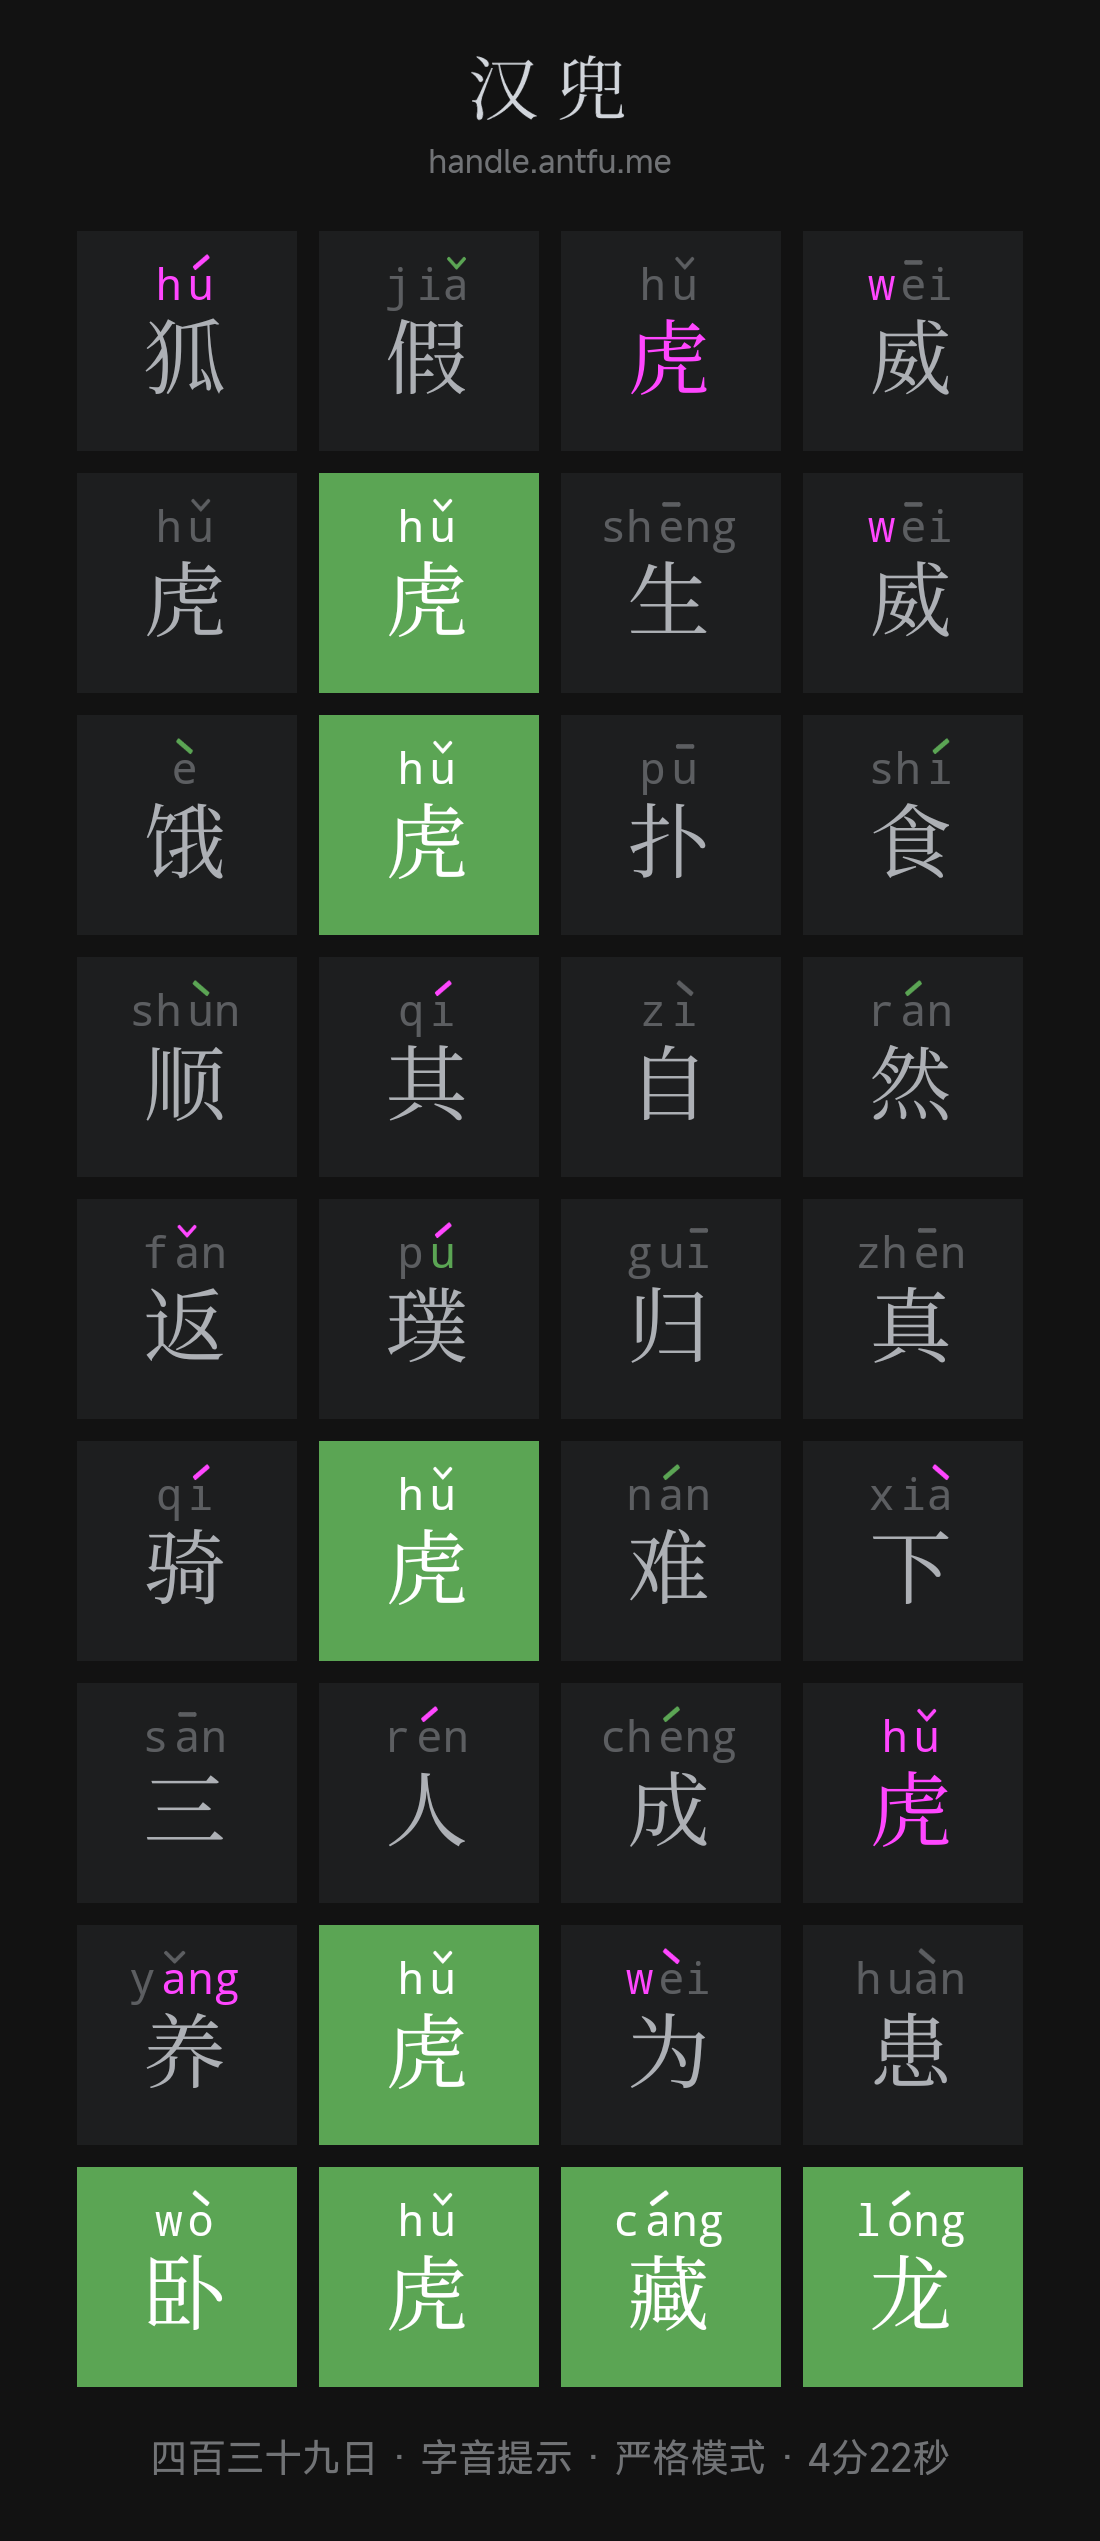 汉兜
handle.antfu.me
hú jiǎ hǔ wēi
狐 假 虎 威
hǔ hǔ shēng wēi
虎 虎 生 威
è hǔ pū shí
饿 虎 扑 食
shùn qí zì rán
顺 其 自 然
fǎn pú guī zhēn
返 璞 归 真
qí hǔ nán xià
骑 虎 难 下
sān rén chéng hǔ
三 人 成 虎
yǎng hǔ wèi huàn
养 虎 为 患
wò hǔ cáng lóng
卧 虎 藏 龙
四百三十九日 · 字音提示 · 严格模式 · 4分22秒